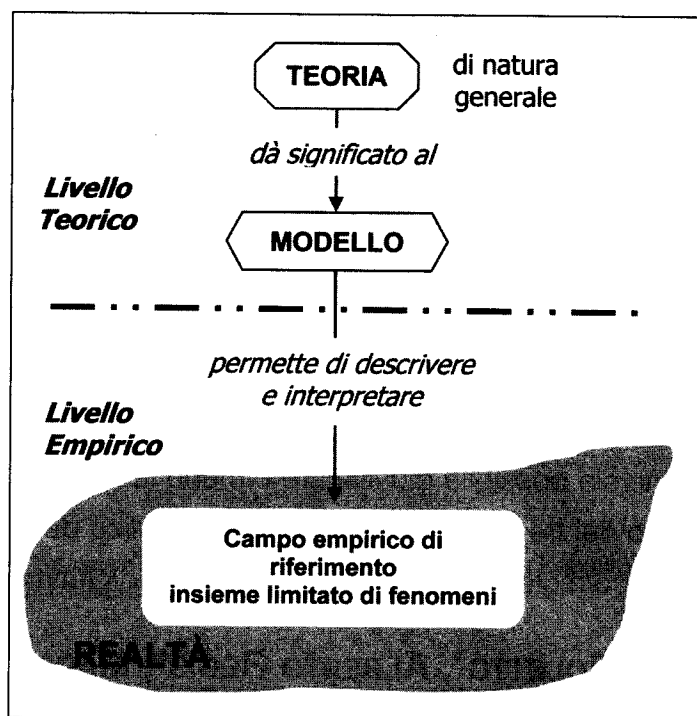 TEORIA
di natura
generale
dà significato al
Livello
Teorico
MODELLO
permette di descrivere
e interpretare
Livello
Empirico
Campo empirico di
riferimento
insieme limitato di fenomeni
REALTÀ